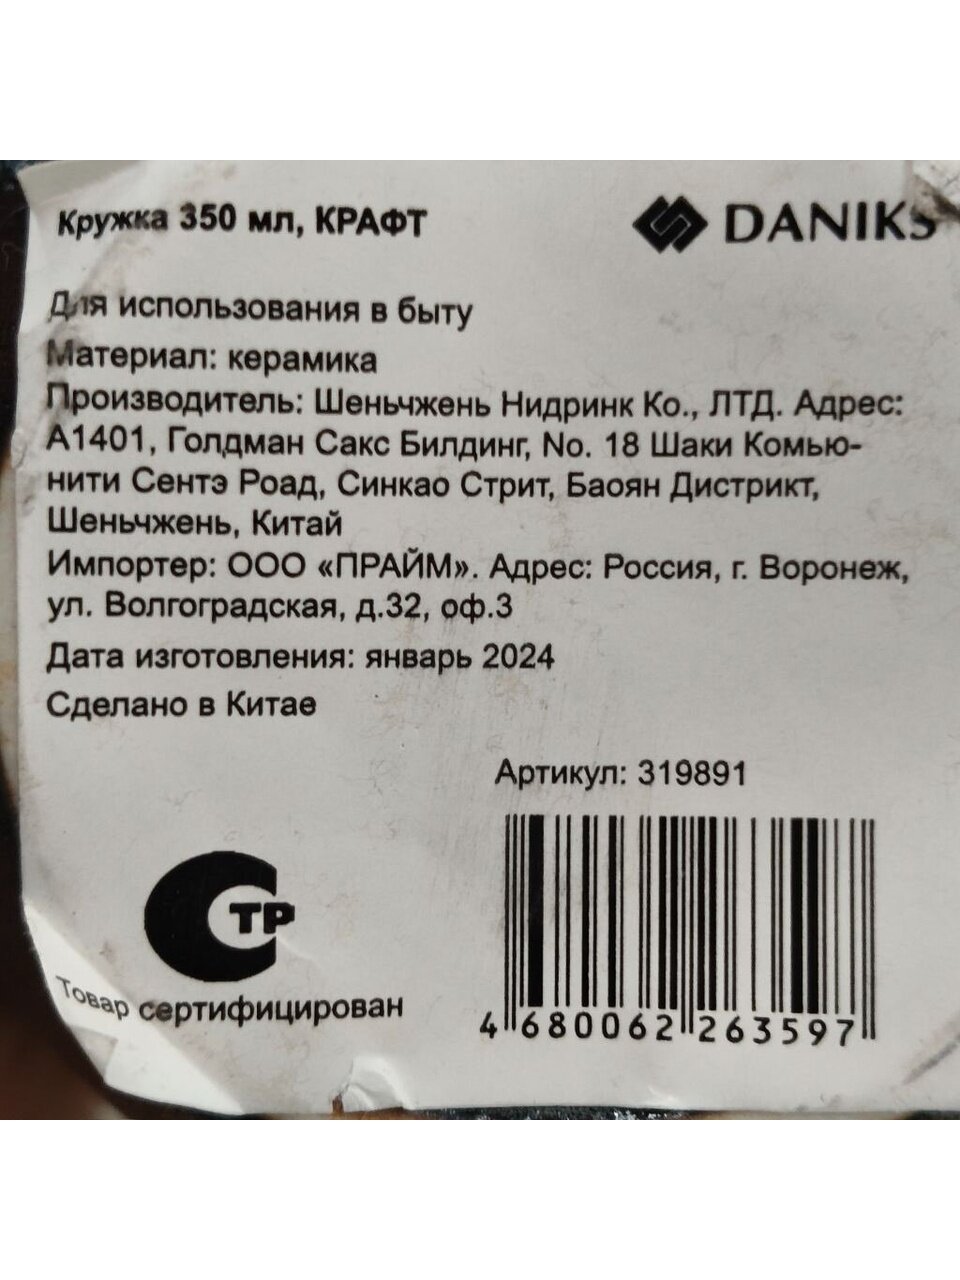 Кружка 350 мл, КРАФТ
DANIKS
Для использования в быту
Материал: керамика
Производитель: Шеньчжень Нидринк Ко., ЛТД. Адрес:
А1401, Голдман Сакс Билдинг, No. 18 Шаки Комью-
нити Сентэ Роад, Синкао Стрит, Баоян Дистрикт,
Шеньчжень, Китай
Импортер: ООО «ПРАЙМ». Адрес: Россия, г. Воронеж,
ул. Волгоградская, д.32, оф.3
Дата изготовления: январь 2024
Сделано в Китае
Артикул: 319891
ТР
Товар сертифицирован
4 680062 263597